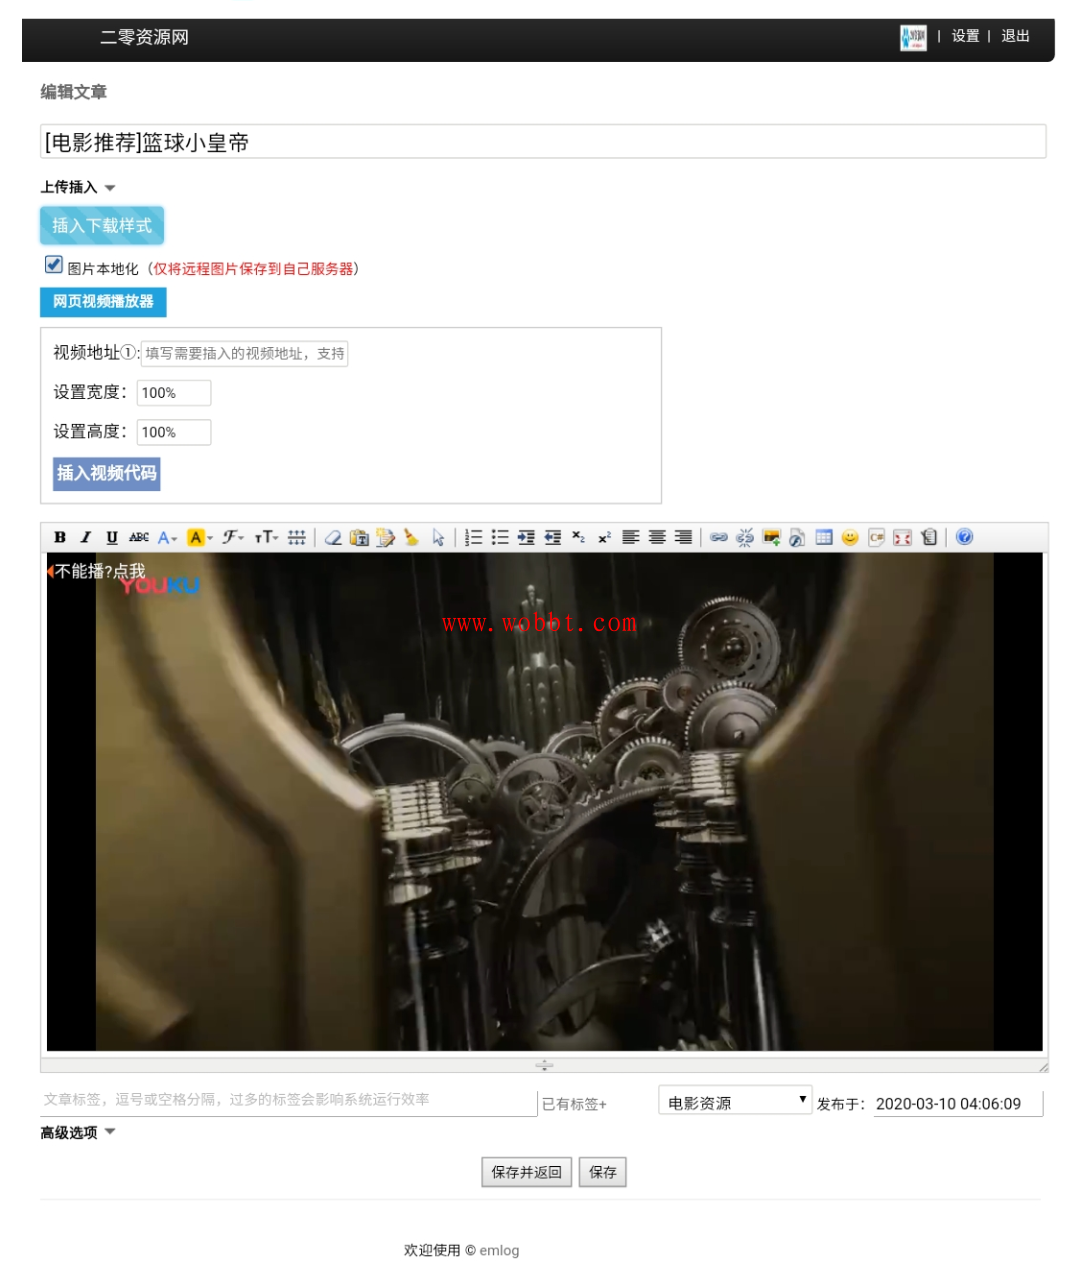 二零资源网
| 设置 | 退出
编辑文章
[电影推荐]篮球小皇帝
上传插入
插入下载样式
图片本地化（仅将远程图片保存到自己服务器）
网页视频播放器
视频地址①: 填写需要插入的视频地址，支持
设置宽度： 100%
设置高度： 100%
插入视频代码
B I U ABC A A F TT
不能播?点我
YOUKU
www.wobbt.com
文章标签，逗号或空格分隔，过多的标签会影响系统运行效率
已有标签+
电影资源
发布于： 2020-03-10 04:06:09
高级选项
保存并返回 保存
欢迎使用 © emlog